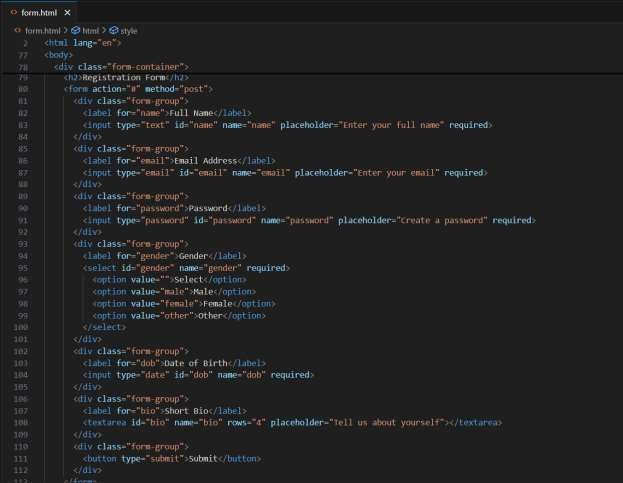 form.html
form.html > html > style
2 <html lang="en">
77 <body>
78 <div class="form-container">
79 <h2>Registration Form</h2>
80 <form action="#" method="post">
81 <div class="form-group">
82 <label for="name">Full Name</label>
83 <input type="text" id="name" name="name" placeholder="Enter your full name" required>
84 </div>
85 <div class="form-group">
86 <label for="email">Email Address</label>
87 <input type="email" id="email" name="email" placeholder="Enter your email" required>
88 </div>
89 <div class="form-group">
90 <label for="password">Password</label>
91 <input type="password" id="password" name="password" placeholder="Create a password" required>
92 </div>
93 <div class="form-group">
94 <label for="gender">Gender</label>
95 <select id="gender" name="gender" required>
96 <option value="">Select</option>
97 <option value="male">Male</option>
98 <option value="female">Female</option>
99 <option value="other">Other</option>
100 </select>
101 </div>
102 <div class="form-group">
103 <label for="dob">Date of Birth</label>
104 <input type="date" id="dob" name="dob" required>
105 </div>
106 <div class="form-group">
107 <label for="bio">Short Bio</label>
108 <textarea id="bio" name="bio" rows="4" placeholder="Tell us about yourself"></textarea>
109 </div>
110 <div class="form-group">
111 <button type="submit">Submit</button>
112 </div>
113 </form>